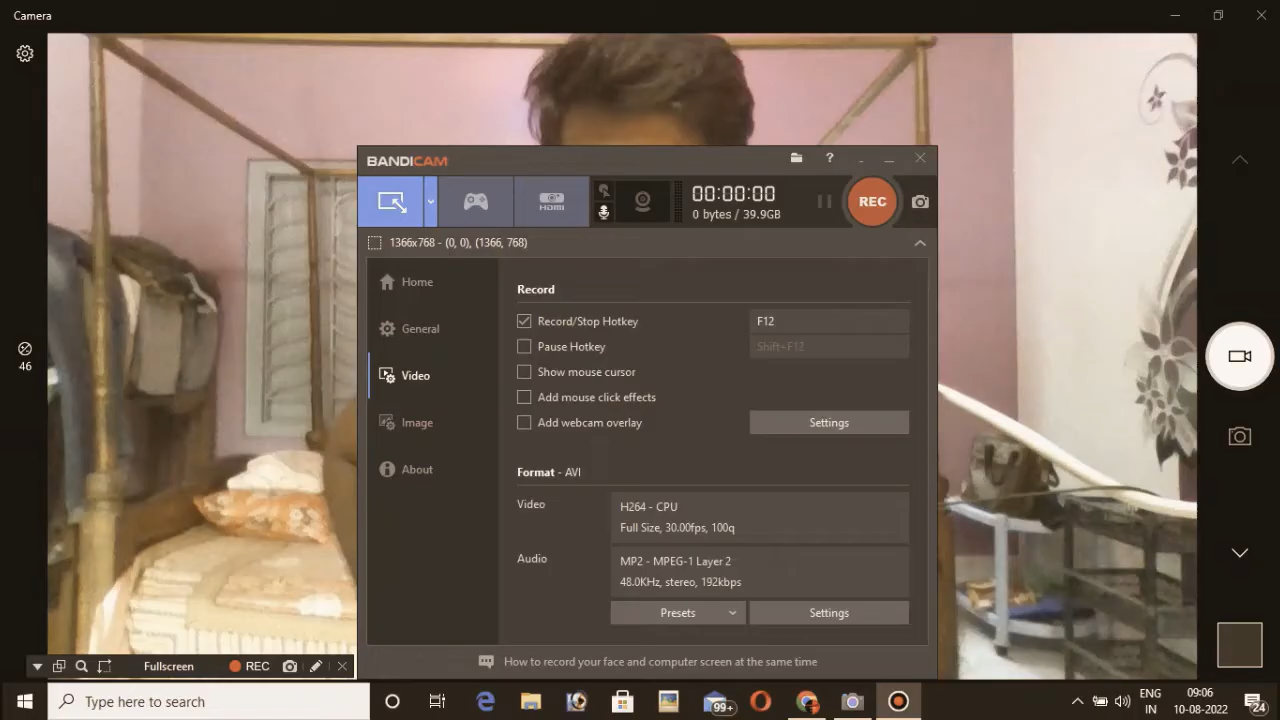 Camera
46
BANDICAM
?
HDMI
00:00:00
0 bytes / 39.9GB
REC
1366x768 - (0, 0), (1366, 768)
Home
General
Video
Image
About
Record
Record/Stop Hotkey
F12
Pause Hotkey
Shift+F12
Show mouse cursor
Add mouse click effects
Add webcam overlay
Settings
Format - AVI
Video
H264 - CPU
Full Size, 30.00fps, 100q
Audio
MP2 - MPEG-1 Layer 2
48.0KHz, stereo, 192kbps
Presets
Settings
How to record your face and computer screen at the same time
Fullscreen
REC
Type here to search
99+
ENG
IN
09:06
10-08-2022
24